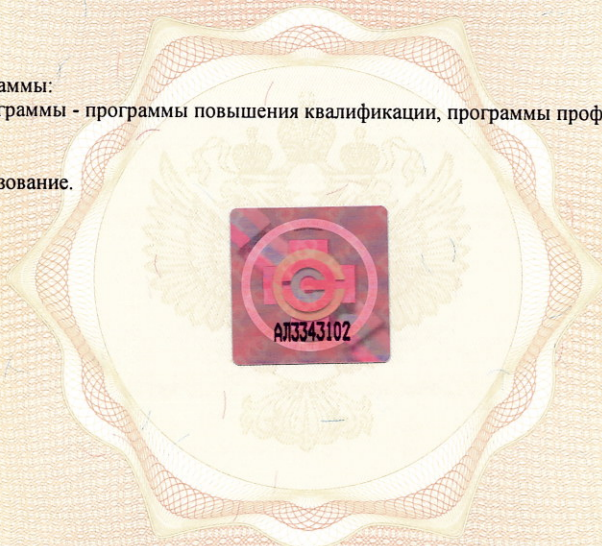 аммы:
граммы - программы повышения квалификации, программы проф
зование.
АЛ3343102